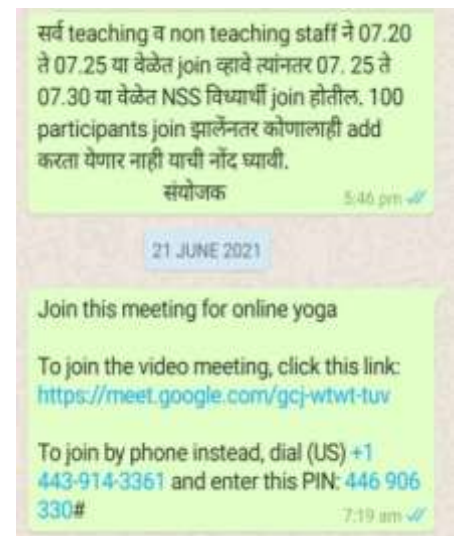 सर्व teaching व non teaching staff ने 07.20
ते 07.25 या वेळेत join व्हावे त्यांनतर 07. 25 ते
07.30 या वेळेत NSS विध्यार्थी join होतील. 100
participants join झालेंनतर कोणालाही add
करता येणार नाही याची नोंद घ्यावी.
संयोजक
5:46 pm
21 JUNE 2021
Join this meeting for online yoga
To join the video meeting, click this link:
https://meet.google.com/gcj-wtwt-tuv
To join by phone instead, dial (US) +1
443-914-3361 and enter this PIN: 446 906
330#
7:19 am